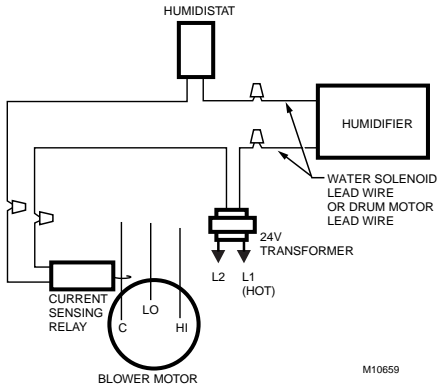 HUMIDISTAT
HUMIDIFIER
WATER SOLENOID
LEAD WIRE
OR DRUM MOTOR
LEAD WIRE
24V
TRANSFORMER
L2
L1
(HOT)
CURRENT
SENSING
RELAY
C
LO
HI
BLOWER MOTOR
M10659